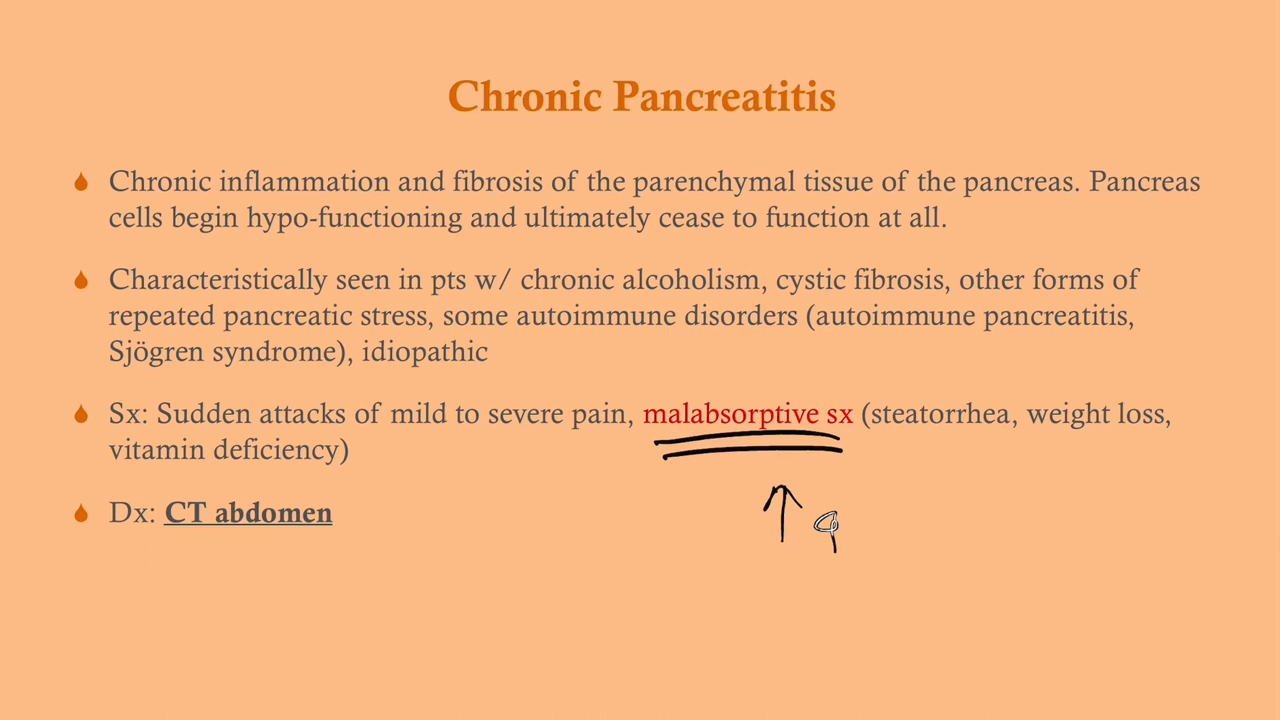 Chronic Pancreatitis
Chronic inflammation and fibrosis of the parenchymal tissue of the pancreas. Pancreas
cells begin hypo-functioning and ultimately cease to function at all.
Characteristically seen in pts w/ chronic alcoholism, cystic fibrosis, other forms of
repeated pancreatic stress, some autoimmune disorders (autoimmune pancreatitis,
Sjögren syndrome), idiopathic
Sx: Sudden attacks of mild to severe pain, malabsorptive sx (steatorrhea, weight loss,
vitamin deficiency)
Dx: CT abdomen